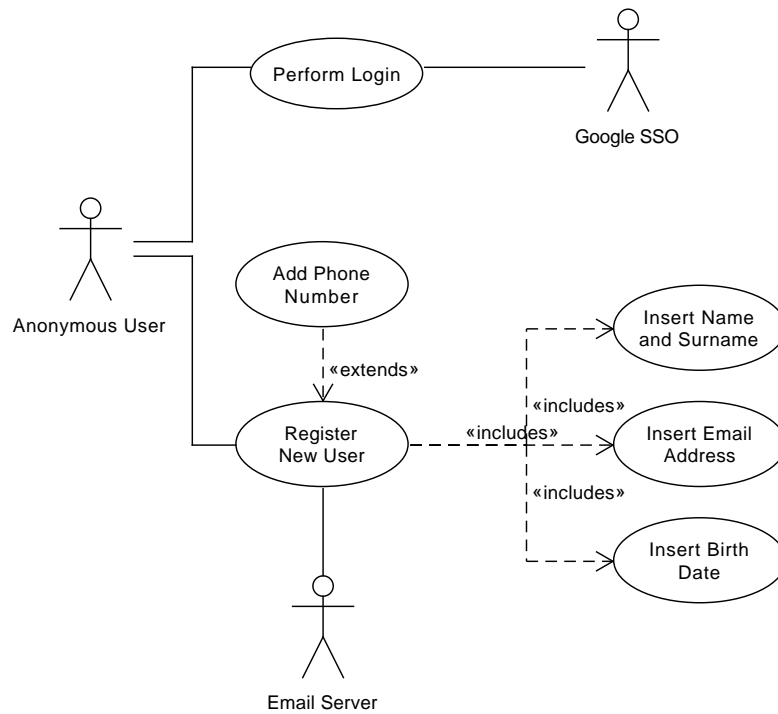 Perform Login
Google SSO
Anonymous User
Add Phone
Number
«extends»
Insert Name
and Surname
«includes»
Register
New User
«includes»
Insert Email
Address
«includes»
Insert Birth
Date
Email Server